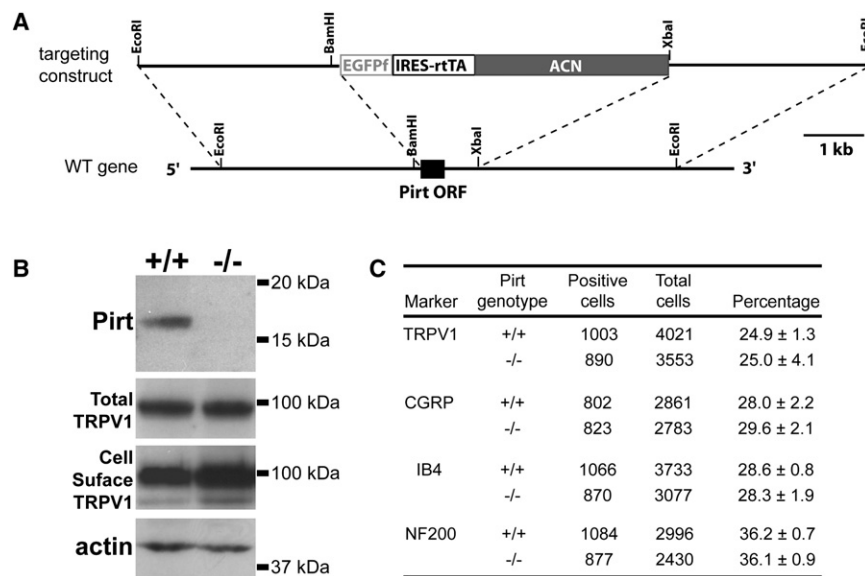 A
targeting
construct
EcoRI
BamHI
XbaI
EcoRI
EGFPf
IRES-rtTA
ACN
1 kb
WT gene
5'
EcoRI
BamHI
XbaI
EcoRI
3'
Pirt ORF
B
+/+ -/-
Pirt
20 kDa
15 kDa
Total
TRPV1
100 kDa
Cell
Suface
TRPV1
100 kDa
actin
37 kDa
C
Marker Pirt genotype Positive cells Total cells Percentage
TRPV1 +/+ 1003 4021 24.9 ± 1.3
-/- 890 3553 25.0 ± 4.1
CGRP +/+ 802 2861 28.0 ± 2.2
-/- 823 2783 29.6 ± 2.1
IB4 +/+ 1066 3733 28.6 ± 0.8
-/- 870 3077 28.3 ± 1.9
NF200 +/+ 1084 2996 36.2 ± 0.7
-/- 877 2430 36.1 ± 0.9